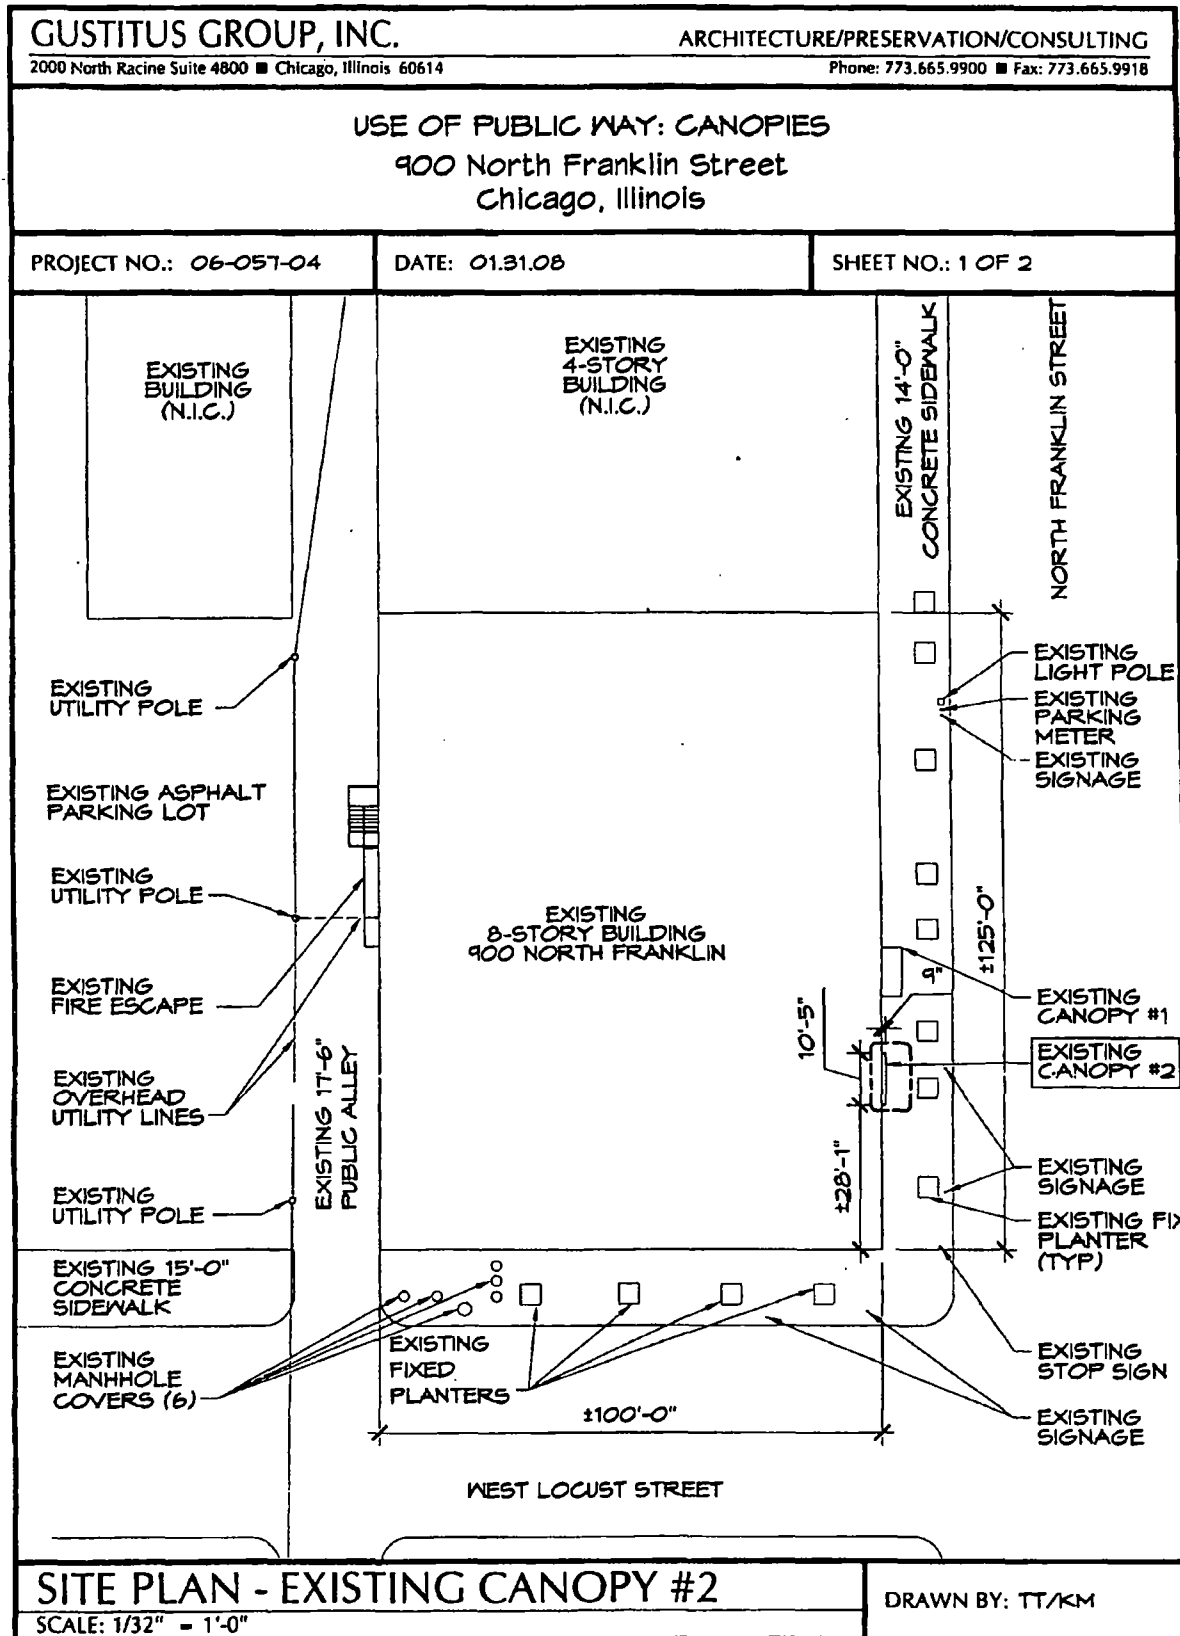 GUSTITUS GROUP, INC.
ARCHITECTURE/PRESERVATION/CONSULTING
2000 North Racine Suite 4800 ■ Chicago, Illinois 60614
Phone: 773.665.9900 ■ Fax: 773.665.9918
USE OF PUBLIC WAY: CANOPIES
900 North Franklin Street
Chicago, Illinois
PROJECT NO.: 06-057-04
DATE: 01.31.08
SHEET NO.: 1 OF 2
EXISTING
BUILDING
(N.I.C.)
EXISTING
4-STORY
BUILDING
(N.I.C.)
EXISTING 14'-0"
CONCRETE SIDEWALK
NORTH FRANKLIN STREET
EXISTING
UTILITY POLE
EXISTING
LIGHT POLE
EXISTING
PARKING
METER
EXISTING
SIGNAGE
EXISTING ASPHALT
PARKING LOT
EXISTING
UTILITY POLE
EXISTING
8-STORY BUILDING
900 NORTH FRANKLIN
±125'-0"
9"
EXISTING
FIRE ESCAPE
EXISTING
CANOPY #1
10'-5"
EXISTING
CANOPY #2
EXISTING
OVERHEAD
UTILITY LINES
EXISTING 17'-6"
PUBLIC ALLEY
±28'-1"
EXISTING
SIGNAGE
EXISTING
UTILITY POLE
EXISTING FIX
PLANTER
(TYP)
EXISTING 15'-0"
CONCRETE
SIDEWALK
EXISTING
MANHHOLE
COVERS (6)
EXISTING
FIXED
PLANTERS
EXISTING
STOP SIGN
±100'-0"
EXISTING
SIGNAGE
WEST LOCUST STREET
SITE PLAN - EXISTING CANOPY #2
SCALE: 1/32" = 1'-0"
DRAWN BY: TT/KM